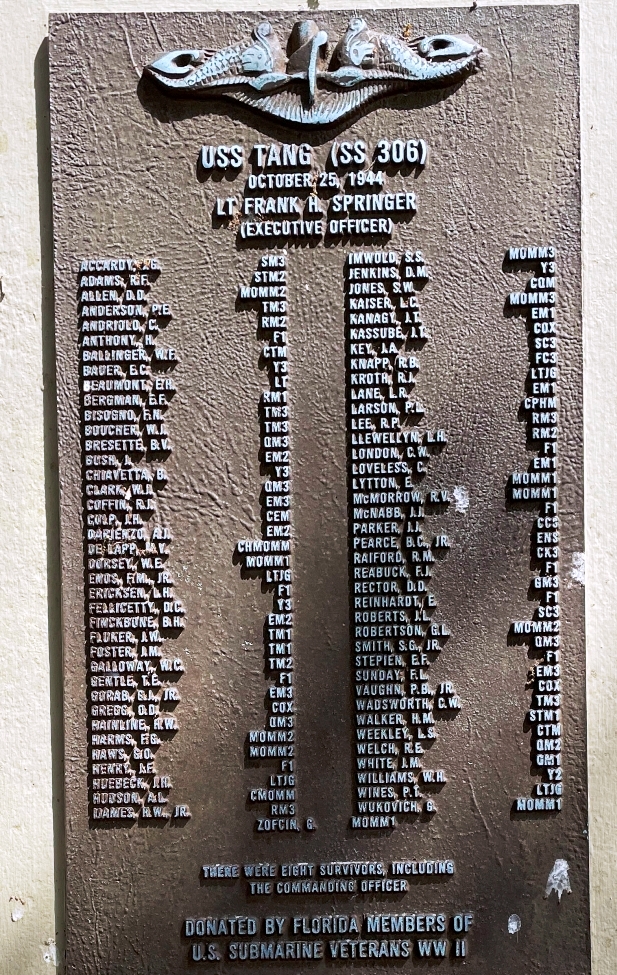 USS TANG (SS 306)
OCTOBER 25, 1944
LT FRANK H. SPRINGER
(EXECUTIVE OFFICER)
ACCARDY, P.G. SM3 IMWOLD, S.S. MOMM3
ADAMS, R.F. STM2 JENKINS, D.M. Y3
ALLEN, D.D. MOMM2 JONES, S.W. CQM
ANDERSON, P.E. TM3 KAISER, L.C. MOMM3
ANDRIOLO, C. RM2 KANAGY, J.T. EM1
ANTHONY, H. F1 KASSUBE, J.T. COX
BALLINGER, W.F. CTM KEY, J.A. SC3
BAUER, E.C. Y3 KNAPP, R.B. FC3
BEAUMONT, E.H. LT KROTH, R.J. LTJG
BERGMAN, E.F. RM1 LANE, L.R. EM1
BISOGNO, F.N. TM3 LARSON, P.L. CPHM
BOUCHER, W.J. TM3 LEE, R.P. RM3
BRESETTE, B.V. QM3 LLEWELLYN, L.H. RM2
BUSH, J. EM2 LONDON, C.W. F1
CHIAVETTA, B. Y3 LOVELESS, C. EM1
CLARK, W.J. QM3 LYTTON, E. MOMM1
COFFIN, R.J. EM3 McMORROW, R.V. MOMM1
CULP, J.H. CEM McNABB, J.J. F1
DARIENZO, A.J. EM2 PARKER, J.J. CCS
DE LAPP, M.V. CHMOMM PEARCE, B.C., JR. ENS
DORSEY, W.E. MOMM1 RAIFORD, R.M. CK3
ENOS, F.M., JR. LTJG REABUCK, F.J. F1
ERICKSEN, L.H. F1 RECTOR, D.D. GM3
FELLICETTY, D.C. Y3 REINHARDT, E. F1
FINCKBONE, B.H. EM2 ROBERTS, J.L. SC3
FLUKER, J.W. TM1 ROBERTSON, G.L. MOMM2
FOSTER, J.M. TM1 SMITH, S.G., JR. QM3
GALLOWAY, W.C. TM2 STEPIEN, E.F. F1
GENTLE, T.E. F1 SUNDAY, F.L. EM3
GORAB, G.J., JR. EM3 VAUGHN, P.B., JR. COX
GREGG, O.D. COX WADSWORTH, C.W. TM3
HAINLINE, H.W. QM3 WALKER, H.M. STM1
HARMS, F.G. MOMM2 WEEKLEY, L.S. CTM
HAWS, G.O. MOMM2 WELCH, R.E. QM2
HENRY, J.F. F1 WHITE, J.M. GM1
HUEBECK, J.H. LTJG WILLIAMS, W.H. Y2
HUDSON, A.L. CMOMM WINES, P.T. LTJG
IJAMES, H.W., JR. RM3 WUKOVICH, G. MOMM1
ZOFCIN, G. MOMM1
THERE WERE EIGHT SURVIVORS, INCLUDING
THE COMMANDING OFFICER
DONATED BY FLORIDA MEMBERS OF
U.S. SUBMARINE VETERANS WW II